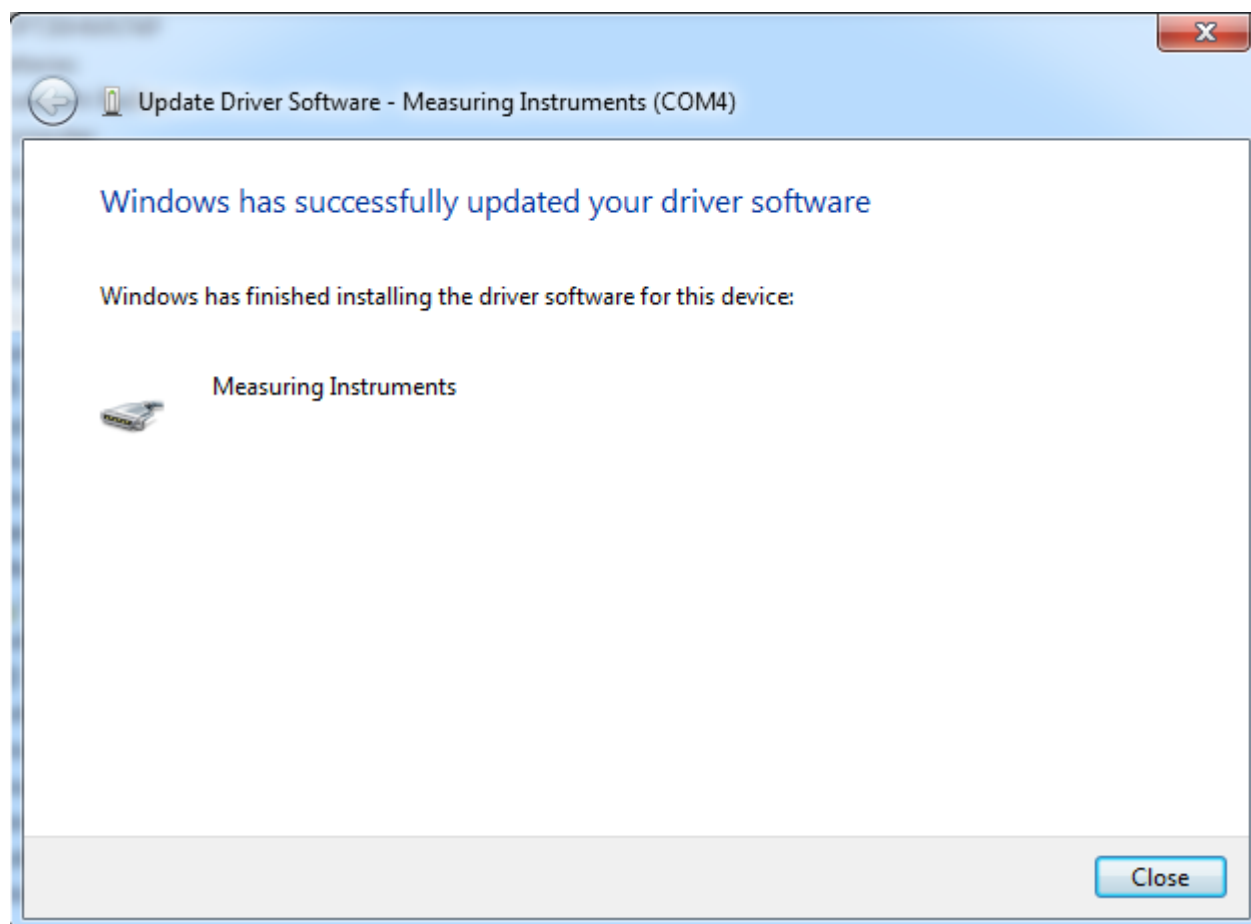 Update Driver Software - Measuring Instruments (COM4)
Windows has successfully updated your driver software
Windows has finished installing the driver software for this device:
Measuring Instruments
Close